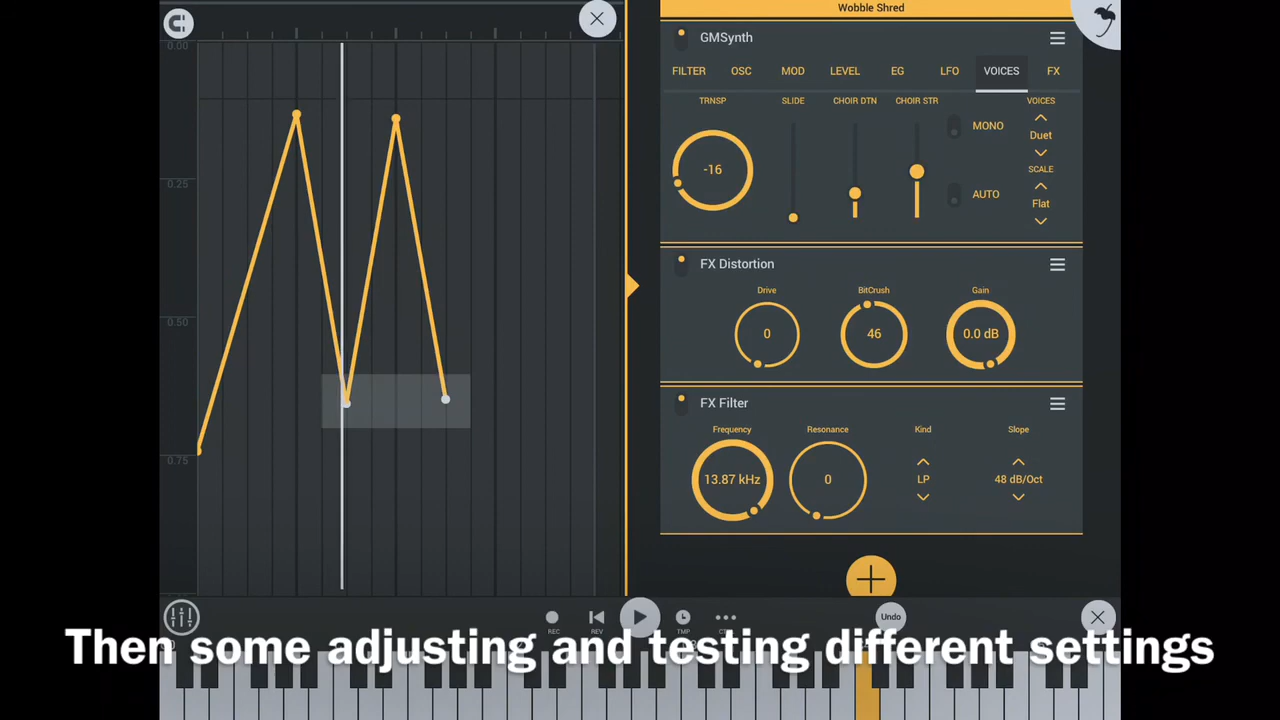 Wobble Shred
GMSynth
FILTER OSC MOD LEVEL EG LFO VOICES FX
TRNSP SLIDE CHOIR DTN CHOIR STR VOICES
MONO
Duet
-16
SCALE
AUTO
Flat
0.00
0.25
0.50
0.75
FX Distortion
Drive BitCrush Gain
0 46 0.0 dB
FX Filter
Frequency Resonance Kind Slope
13.87 kHz 0 LP 48 dB/Oct
REC REV TMP Undo
Then some adjusting and testing different settings